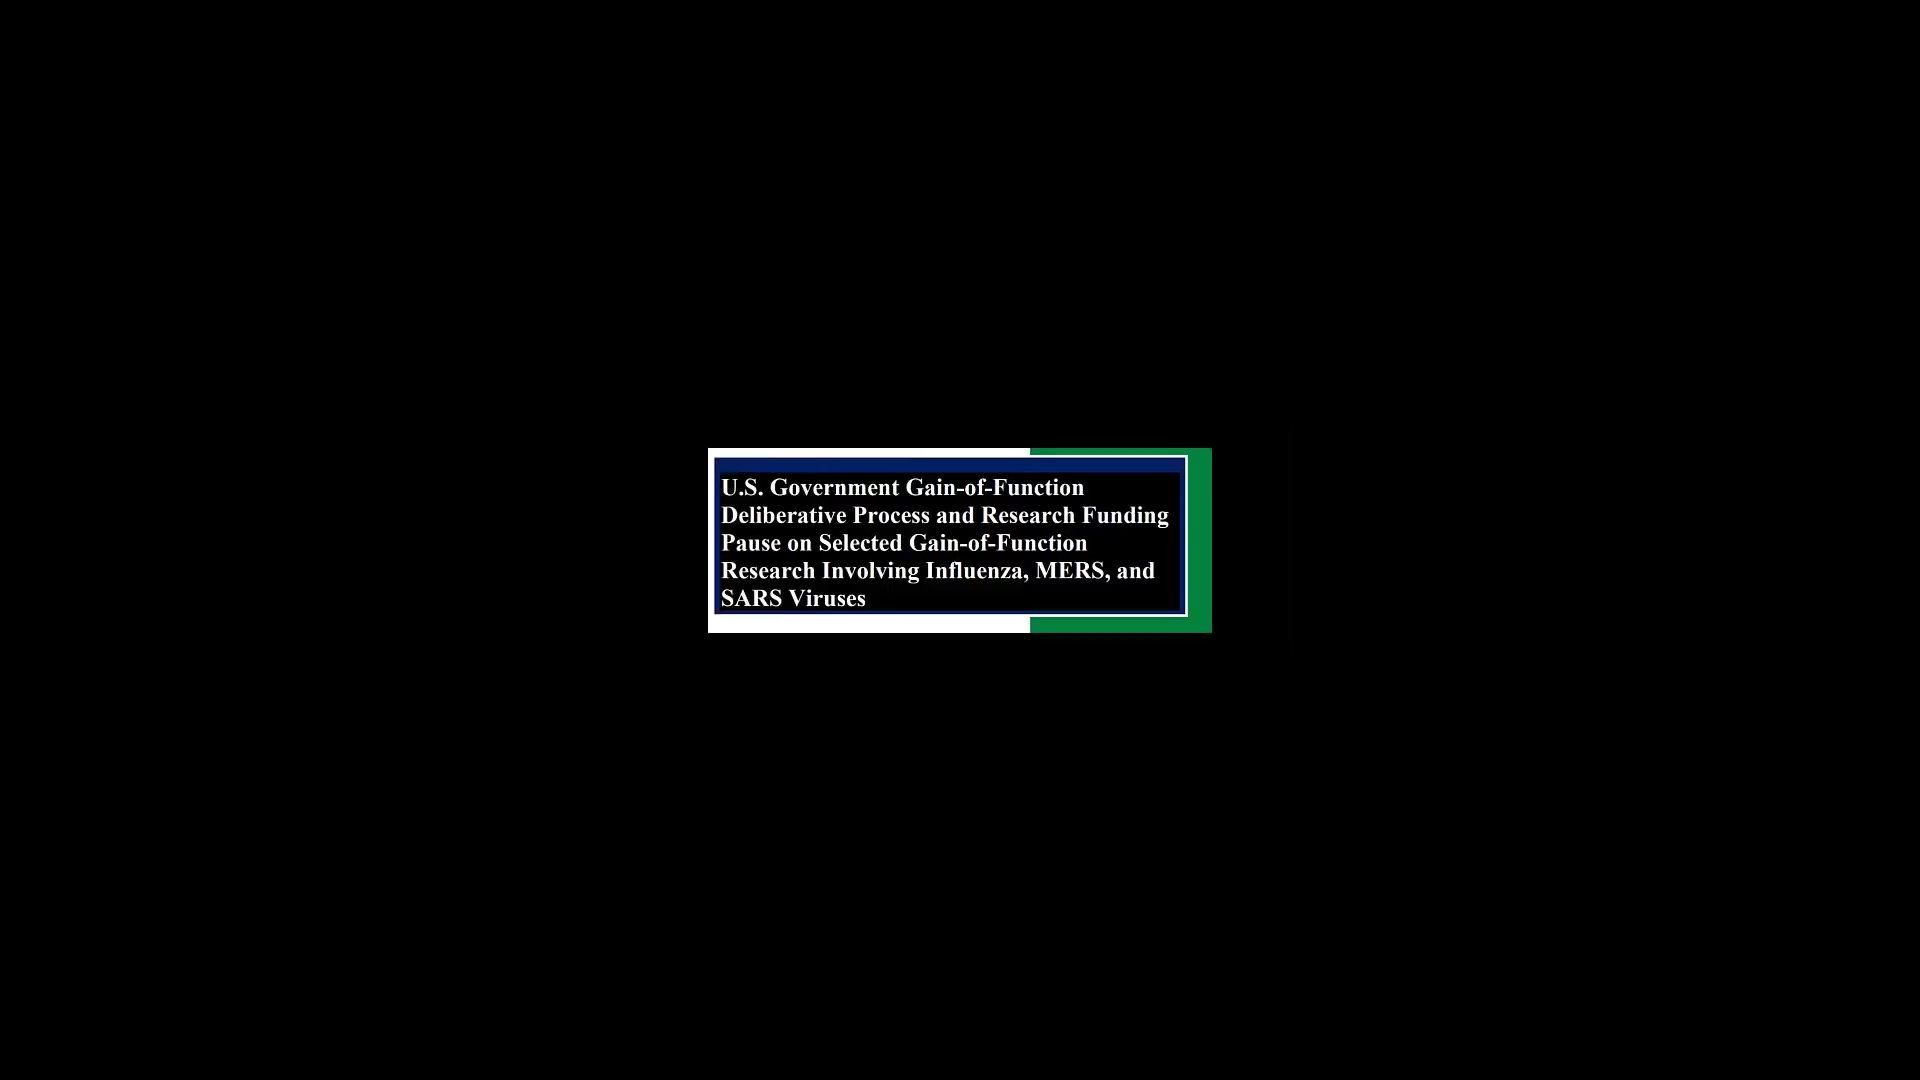 U.S. Government Gain-of-Function
Deliberative Process and Research Funding
Pause on Selected Gain-of-Function
Research Involving Influenza, MERS, and
SARS Viruses